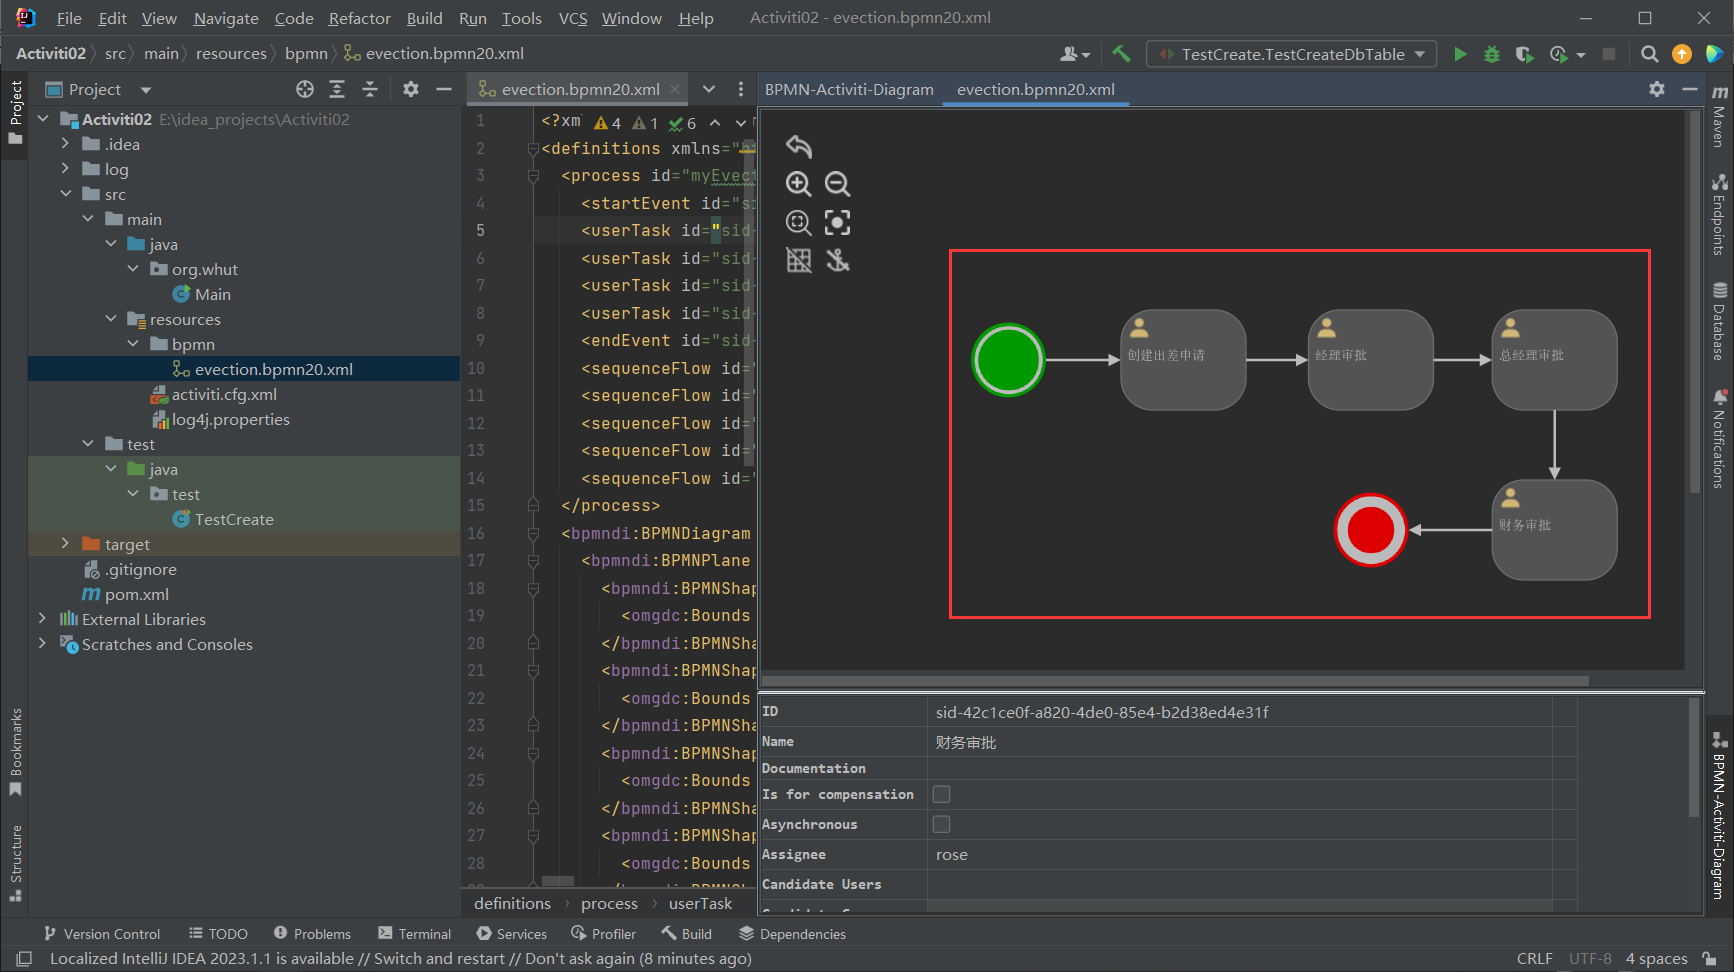 File Edit View Navigate Code Refactor Build Run Tools VCS Window Help Activiti02 - evection.bpmn20.xml
Activiti02 src main resources bpmn evection.bpmn20.xml TestCreate.TestCreateDbTable
Project
Project
Bookmarks
Structure
Activiti02 E:\idea_projects\Activiti02
.idea
log
src
main
java
org.whut
Main
resources
bpmn
evection.bpmn20.xml
activiti.cfg.xml
log4j.properties
test
java
test
TestCreate
target
.gitignore
pom.xml
External Libraries
Scratches and Consoles
evection.bpmn20.xml
4 1 6
1 <?xm
2 <definitions xmlns="
3 <process id="myEvect
4 <startEvent id="si
5 <userTask id="sid-
6 <userTask id="sid-
7 <userTask id="sid-
8 <userTask id="sid-
9 <endEvent id="sid-
10 <sequenceFlow id="
11 <sequenceFlow id="
12 <sequenceFlow id="
13 <sequenceFlow id="
14 <sequenceFlow id="
15 </process>
16 <bpmndi:BPMNDiagram
17 <bpmndi:BPMNPlane
18 <bpmndi:BPMNShap
19 <omgdc:Bounds
20 </bpmndi:BPMNSha
21 <bpmndi:BPMNShap
22 <omgdc:Bounds
23 </bpmndi:BPMNSha
24 <bpmndi:BPMNShap
25 <omgdc:Bounds
26 </bpmndi:BPMNSha
27 <bpmndi:BPMNShap
28 <omgdc:Bounds
definitions process userTask
BPMN-Activiti-Diagram evection.bpmn20.xml
创建出差申请
经理审批
总经理审批
财务审批
ID sid-42c1ce0f-a820-4de0-85e4-b2d38ed4e31f
Name 财务审批
Documentation
Is for compensation
Asynchronous
Assignee rose
Candidate Users
Maven
Endpoints
Database
Notifications
BPMN-Activiti-Diagram
Version Control TODO Problems Terminal Services Profiler Build Dependencies
Localized IntelliJ IDEA 2023.1.1 is available // Switch and restart // Don't ask again (8 minutes ago) CRLF UTF-8 4 spaces